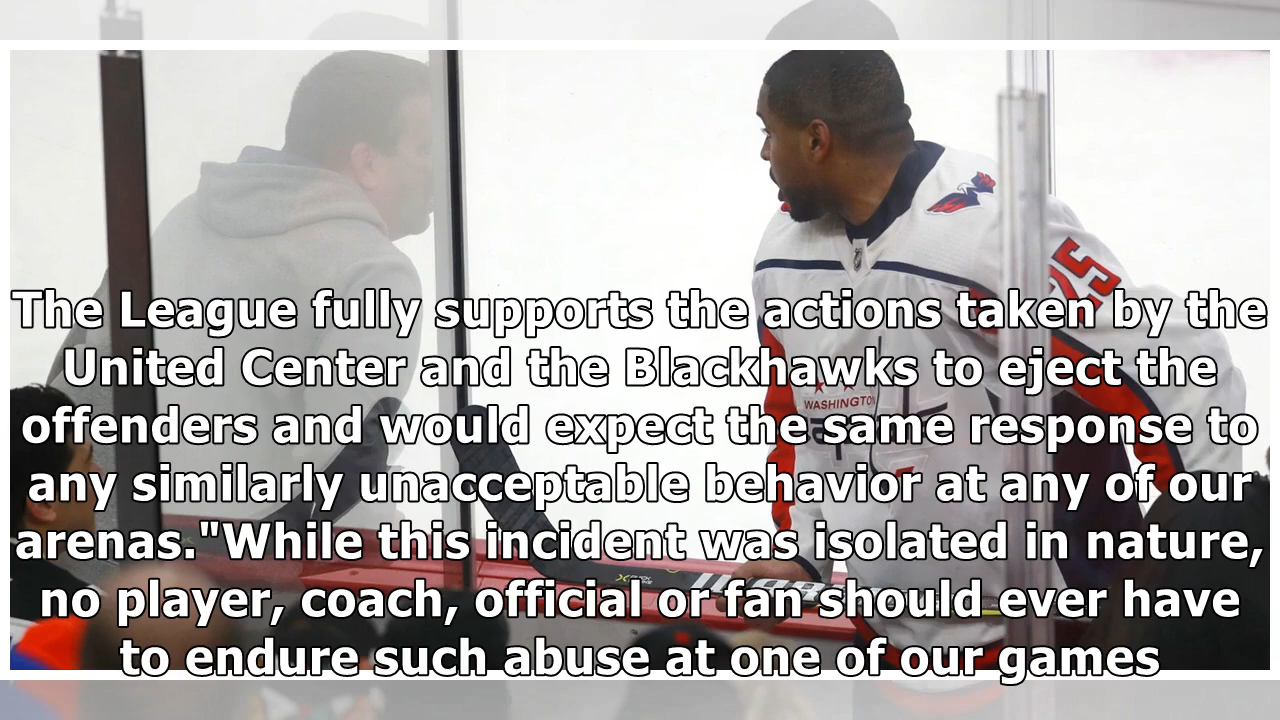 The League fully supports the actions taken by the
United Center and the Blackhawks to eject the
offenders and would expect the same response to
any similarly unacceptable behavior at any of our
arenas."While this incident was isolated in nature,
no player, coach, official or fan should ever have
to endure such abuse at one of our games
25
WASHINGTON